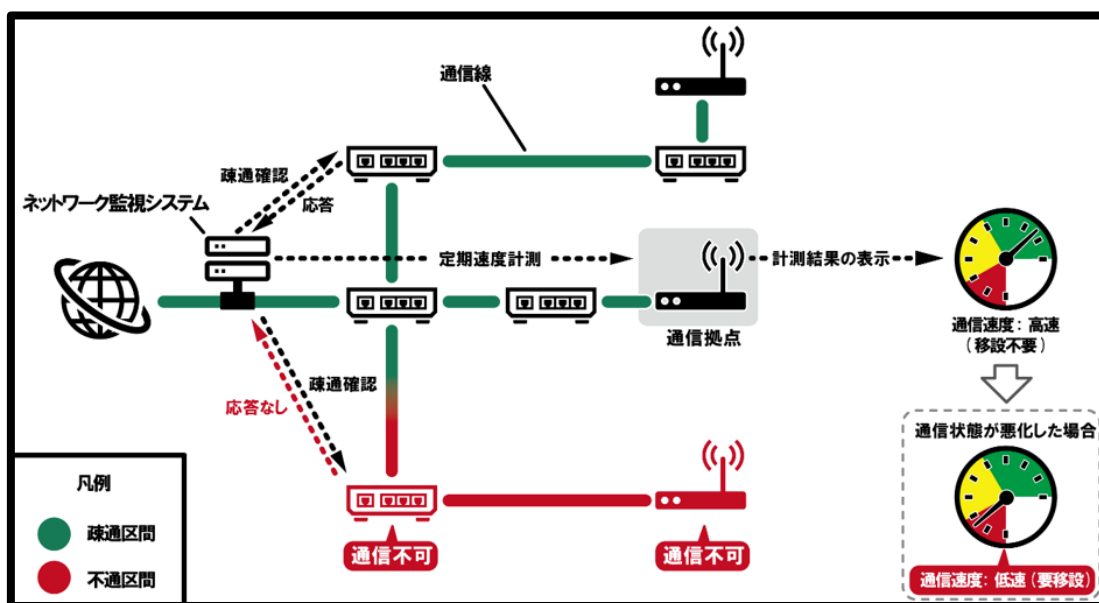 通信線
疎通確認
応答
ネットワーク監視システム
定期速度計測
計測結果の表示
通信拠点
通信速度：高速
（移設不要）
疎通確認
応答なし
通信状態が悪化した場合
凡例
疎通区間
不通区間
通信不可
通信不可
通信速度：低速（要移設）